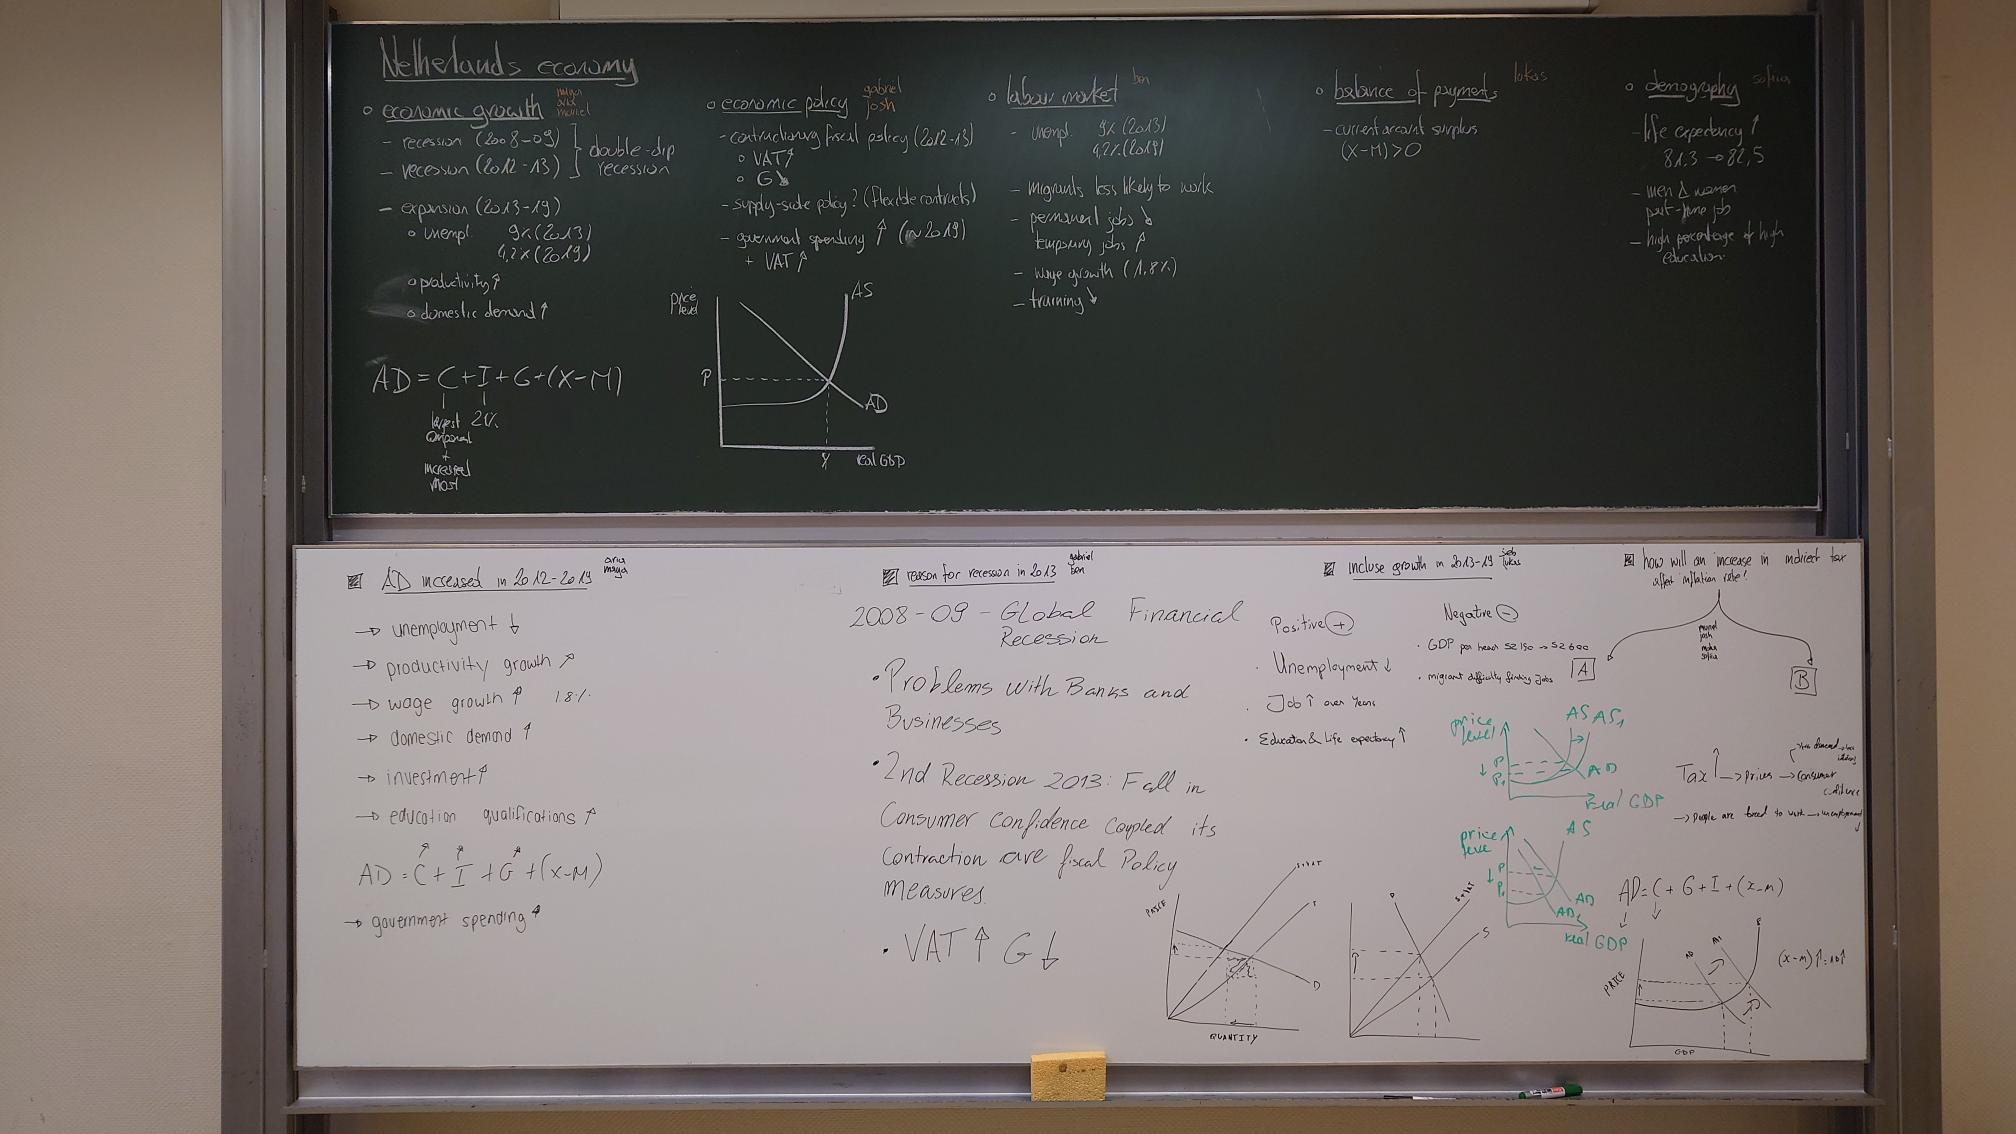 Netherlands economy
economic growth
maya
aria
- recession (2008-09)
- recession (2012-13)
double-dip
recession
- expansion (2013-19)
unempl. 9% (2013)
4,2% (2019)
productivity ↑
domestic demand ↑
AD = C+I+G+(X-M)
largest
+
increased
most
economic policy
gabriel
josh
- contractionary fiscal policy (2012-13)
VAT↑
G↓
- supply-side policy? (flexible contracts)
- government spending ↑ (in 2019)
+ VAT↑
Price
level
AS
P
AD
Y
real GDP
labour market
ben
- unempl. 9% (2013)
4,2% (2019)
- migrants less likely to work
- permanent jobs ↓
temporary jobs ↑
- wage growth (1.8%)
- training ↓
balance of payments
lukas
- current account surplus
(X-M)>0
demography
sofiia
- life expectancy ↑
81.3 → 82,5
- men Δ women
part-time job
- high percentage of high
education
AD increased in 2012-2019
aria
maya
→ unemployment ↓
→ productivity growth ↗
→ wage growth ↑ 1.8%
→ domestic demand ↑
→ investment ↑
→ education qualifications ↑
AD = C + I + G + (X-M)
→ government spending ↑
reason for recession in 2013
gabriel
ben
2008-09 - Global Financial
Recession
• Problems with Banks and
Businesses
• 2nd Recession 2013: Fall in
Consumer confidence coupled its
contraction are fiscal Policy
measures.
• VAT ↑ G ↓
PRICE
S+VAT
D
QUANTITY
incluse growth in 2013-19
seb
lukas
Positive +
• Unemployment ↓
• Job ↑ over Years
• Education & Life expectancy ↑
Negative -
• GDP per head 52150 → 52600
• migrant difficulty finding jobs
D
S+VAT
S
price
level
AS AS1
P
P1
AD
real GDP
price
level
AS
P
P1
AD
AD1
real GDP
how will an increase in indirect tax
affect inflation rate?
josh
sofiia
A
B
Tax ↑ → prices → consumer
confidence
→ people are forced to work → unemployment
AD = C + G + I + (x-m)
PRICE
AD
GDP
(x-m)↑ = AD↑